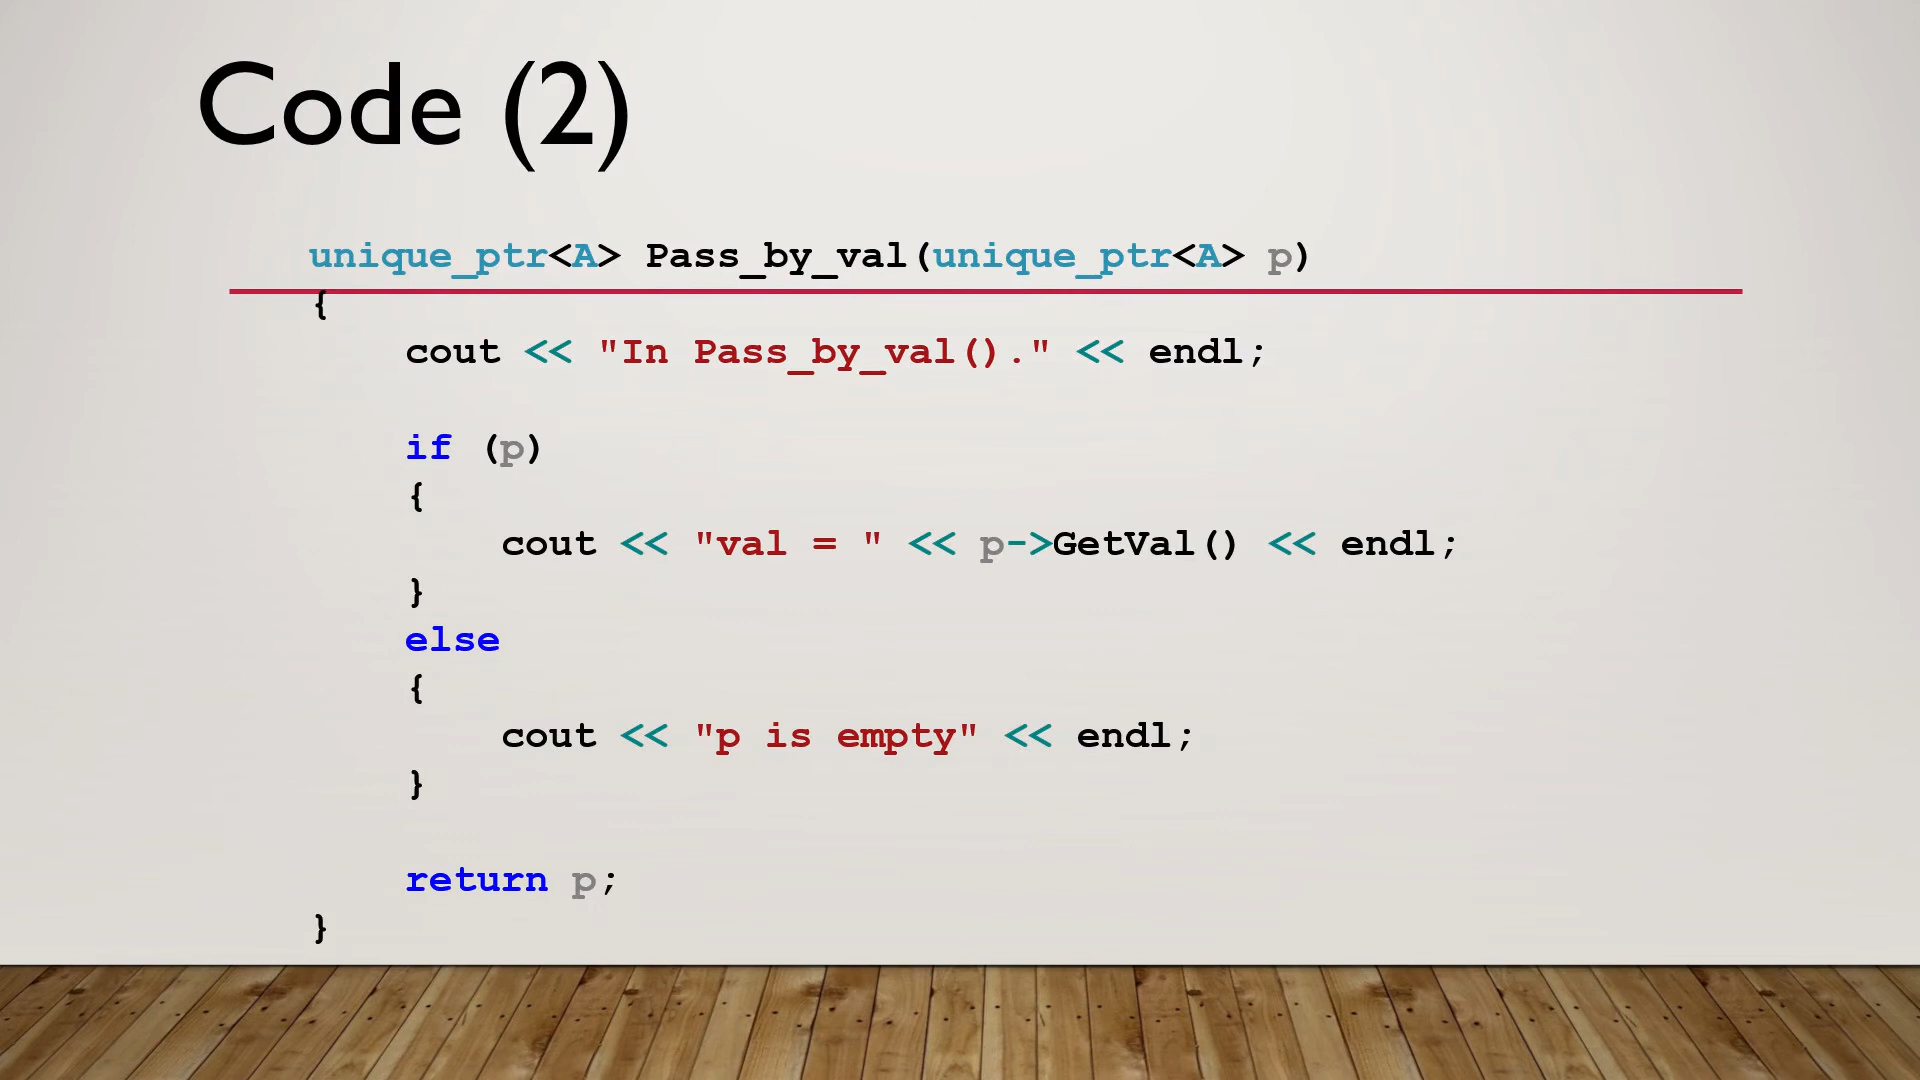 Code (2)
unique_ptr<A> Pass_by_val(unique_ptr<A> p)
{
    cout << "In Pass_by_val()." << endl;

    if (p)
    {
        cout << "val = " << p->GetVal() << endl;
    }
    else
    {
        cout << "p is empty" << endl;
    }

    return p;
}